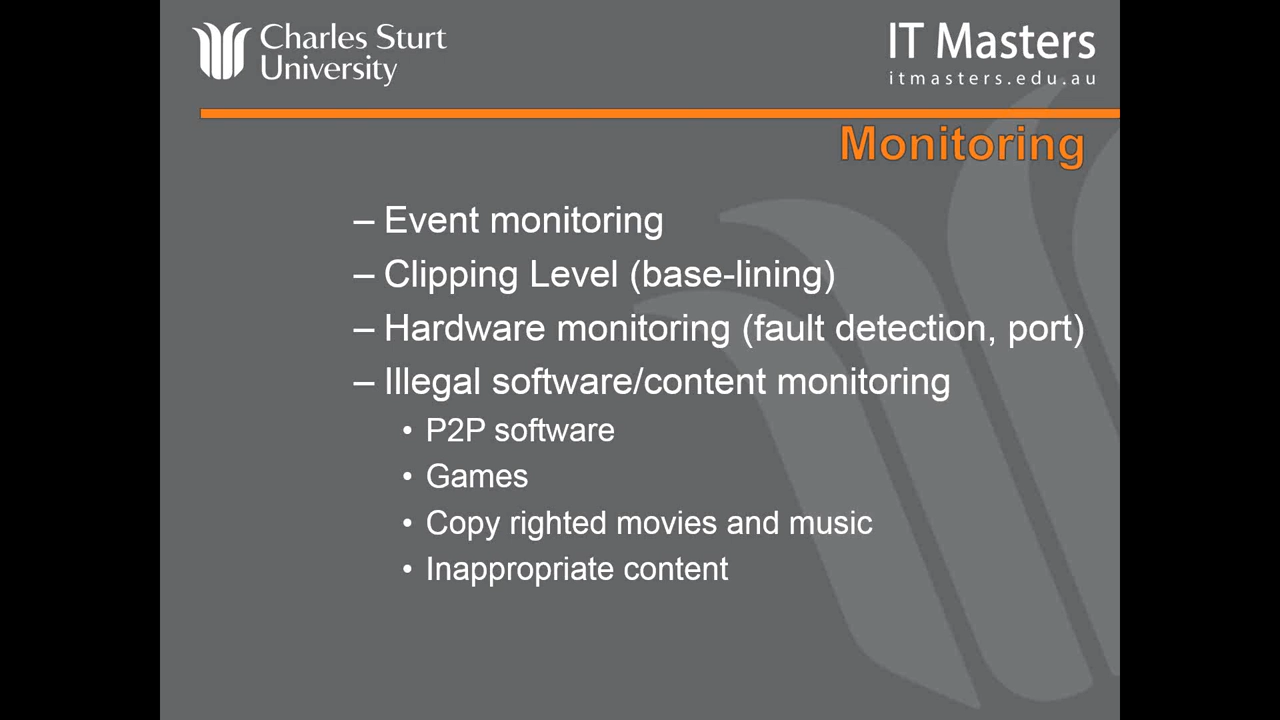 Charles Sturt
University
IT Masters
itmasters.edu.au
Monitoring
– Event monitoring
– Clipping Level (base-lining)
– Hardware monitoring (fault detection, port)
– Illegal software/content monitoring
• P2P software
• Games
• Copy righted movies and music
• Inappropriate content